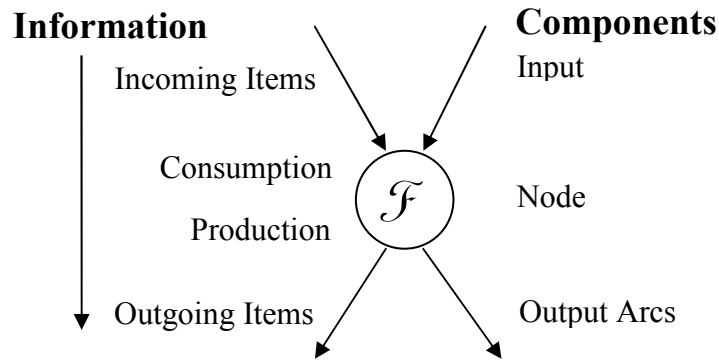 Information
Components
Incoming Items
Input
Consumption
ℱ
Node
Production
Outgoing Items
Output Arcs